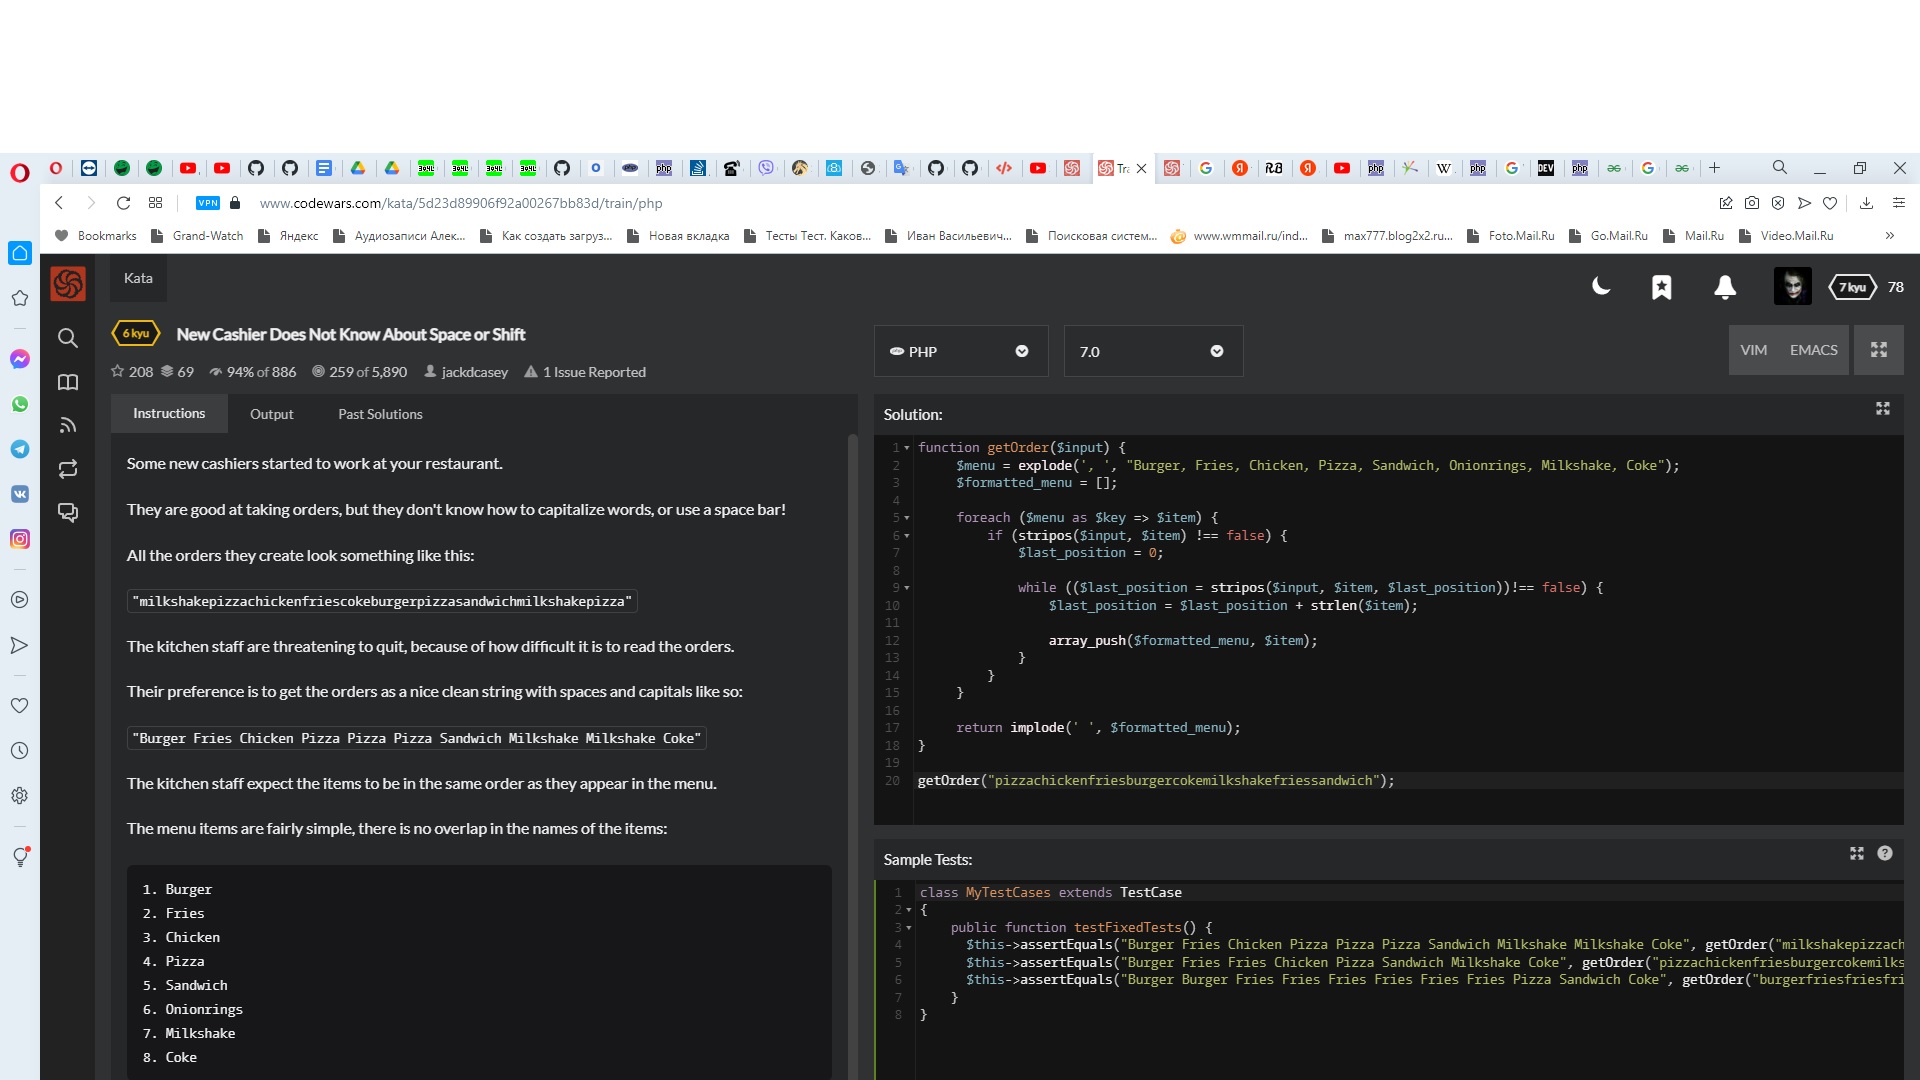 Tra
VPN
www.codewars.com/kata/5d23d89906f92a00267bb83d/train/php
Bookmarks Grand-Watch Яндекс Аудиозаписи Алек... Как создать загруз... Новая вкладка Тесты Тест. Каков... Иван Васильевич... Поисковая систем... www.wmmail.ru/ind... max777.blog2x2.ru... Foto.Mail.Ru Go.Mail.Ru Mail.Ru Video.Mail.Ru »
Kata
7 kyu 78
6 kyu New Cashier Does Not Know About Space or Shift
208 69 94% of 886 259 of 5,890 jackdcasey 1 Issue Reported
PHP 7.0 VIM EMACS
Instructions Output Past Solutions
Some new cashiers started to work at your restaurant.
They are good at taking orders, but they don't know how to capitalize words, or use a space bar!
All the orders they create look something like this:
"milkshakepizzachickenfriescokeburgerpizzasandwichmilkshakepizza"
The kitchen staff are threatening to quit, because of how difficult it is to read the orders.
Their preference is to get the orders as a nice clean string with spaces and capitals like so:
"Burger Fries Chicken Pizza Pizza Pizza Sandwich Milkshake Milkshake Coke"
The kitchen staff expect the items to be in the same order as they appear in the menu.
The menu items are fairly simple, there is no overlap in the names of the items:
1. Burger
2. Fries
3. Chicken
4. Pizza
5. Sandwich
6. Onionrings
7. Milkshake
8. Coke
Solution:
1 function getOrder($input) {
2 $menu = explode(', ', "Burger, Fries, Chicken, Pizza, Sandwich, Onionrings, Milkshake, Coke");
3 $formatted_menu = [];
4
5 foreach ($menu as $key => $item) {
6 if (stripos($input, $item) !== false) {
7 $last_position = 0;
8
9 while (($last_position = stripos($input, $item, $last_position))!== false) {
10 $last_position = $last_position + strlen($item);
11
12 array_push($formatted_menu, $item);
13 }
14 }
15 }
16
17 return implode(' ', $formatted_menu);
18 }
19
20 getOrder("pizzachickenfriesburgercokemilkshakefriessandwich");
Sample Tests:
1 class MyTestCases extends TestCase
2 {
3 public function testFixedTests() {
4 $this->assertEquals("Burger Fries Chicken Pizza Pizza Pizza Sandwich Milkshake Milkshake Coke", getOrder("milkshakepizzach
5 $this->assertEquals("Burger Fries Fries Chicken Pizza Sandwich Milkshake Coke", getOrder("pizzachickenfriesburgercokemilks
6 $this->assertEquals("Burger Burger Fries Fries Fries Fries Fries Fries Pizza Sandwich Coke", getOrder("burgerfriesfriesfri
7 }
8 }